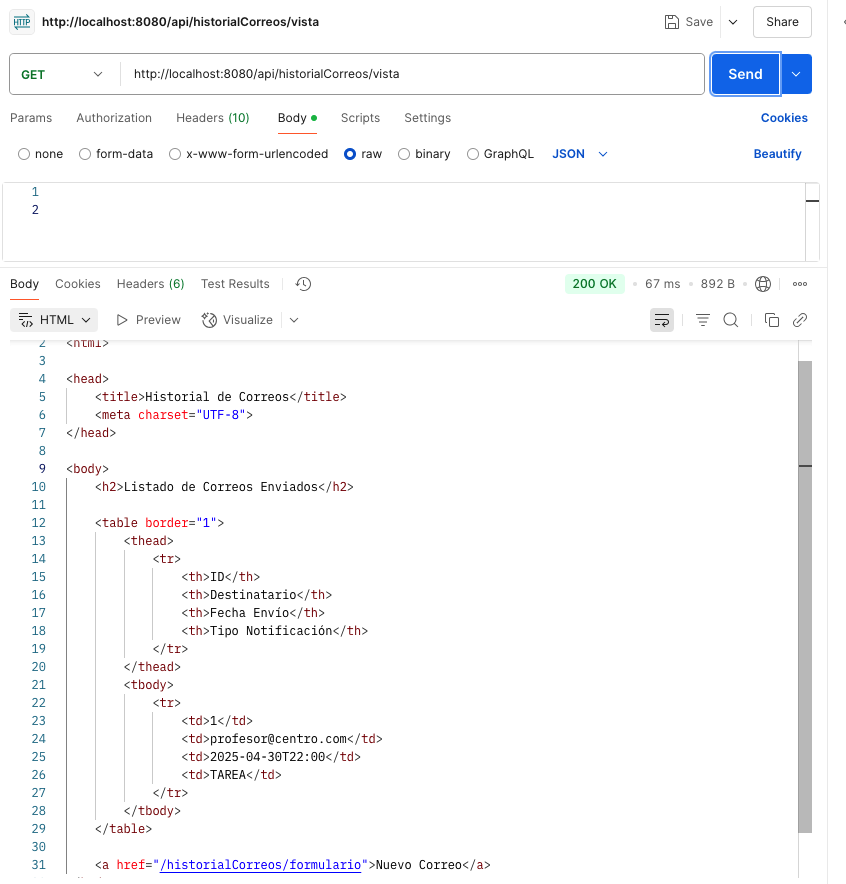 HTTP http://localhost:8080/api/historialCorreos/vista Save Share
GET http://localhost:8080/api/historialCorreos/vista Send
Params Authorization Headers (10) Body Scripts Settings Cookies
none form-data x-www-form-urlencoded raw binary GraphQL JSON Beautify
1
2
Body Cookies Headers (6) Test Results 200 OK 67 ms 892 B
HTML Preview Visualize
2 <html>
3
4 <head>
5 <title>Historial de Correos</title>
6 <meta charset="UTF-8">
7 </head>
8
9 <body>
10 <h2>Listado de Correos Enviados</h2>
11
12 <table border="1">
13 <thead>
14 <tr>
15 <th>ID</th>
16 <th>Destinatario</th>
17 <th>Fecha Envío</th>
18 <th>Tipo Notificación</th>
19 </tr>
20 </thead>
21 <tbody>
22 <tr>
23 <td>1</td>
24 <td>profesor@centro.com</td>
25 <td>2025-04-30T22:00</td>
26 <td>TAREA</td>
27 </tr>
28 </tbody>
29 </table>
30
31 <a href="/historialCorreos/formulario">Nuevo Correo</a>